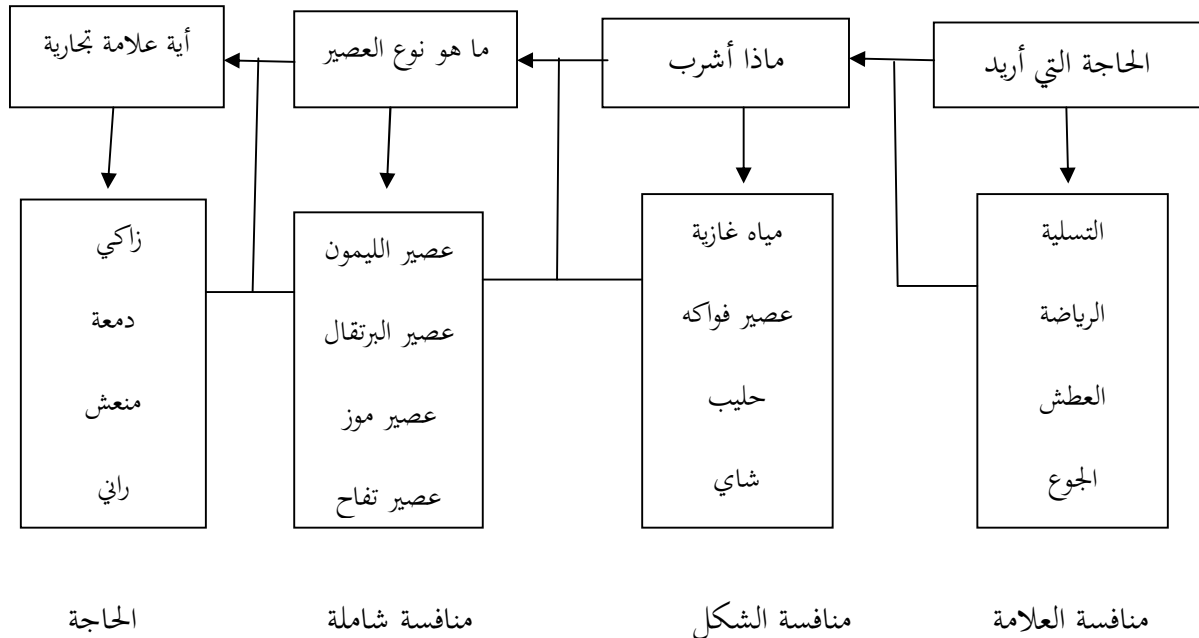 الحاجة التي أريد
ماذا أشرب
ما هو نوع العصير
أية علامة تجارية
التسلية
الرياضة
العطش
الجوع
مياه غازية
عصير فواكه
حليب
شاي
عصير الليمون
عصير البرتقال
عصير موز
عصير تفاح
زاكي
دمعة
منعش
راني
منافسة العلامة
منافسة الشكل
منافسة شاملة
الحاجة